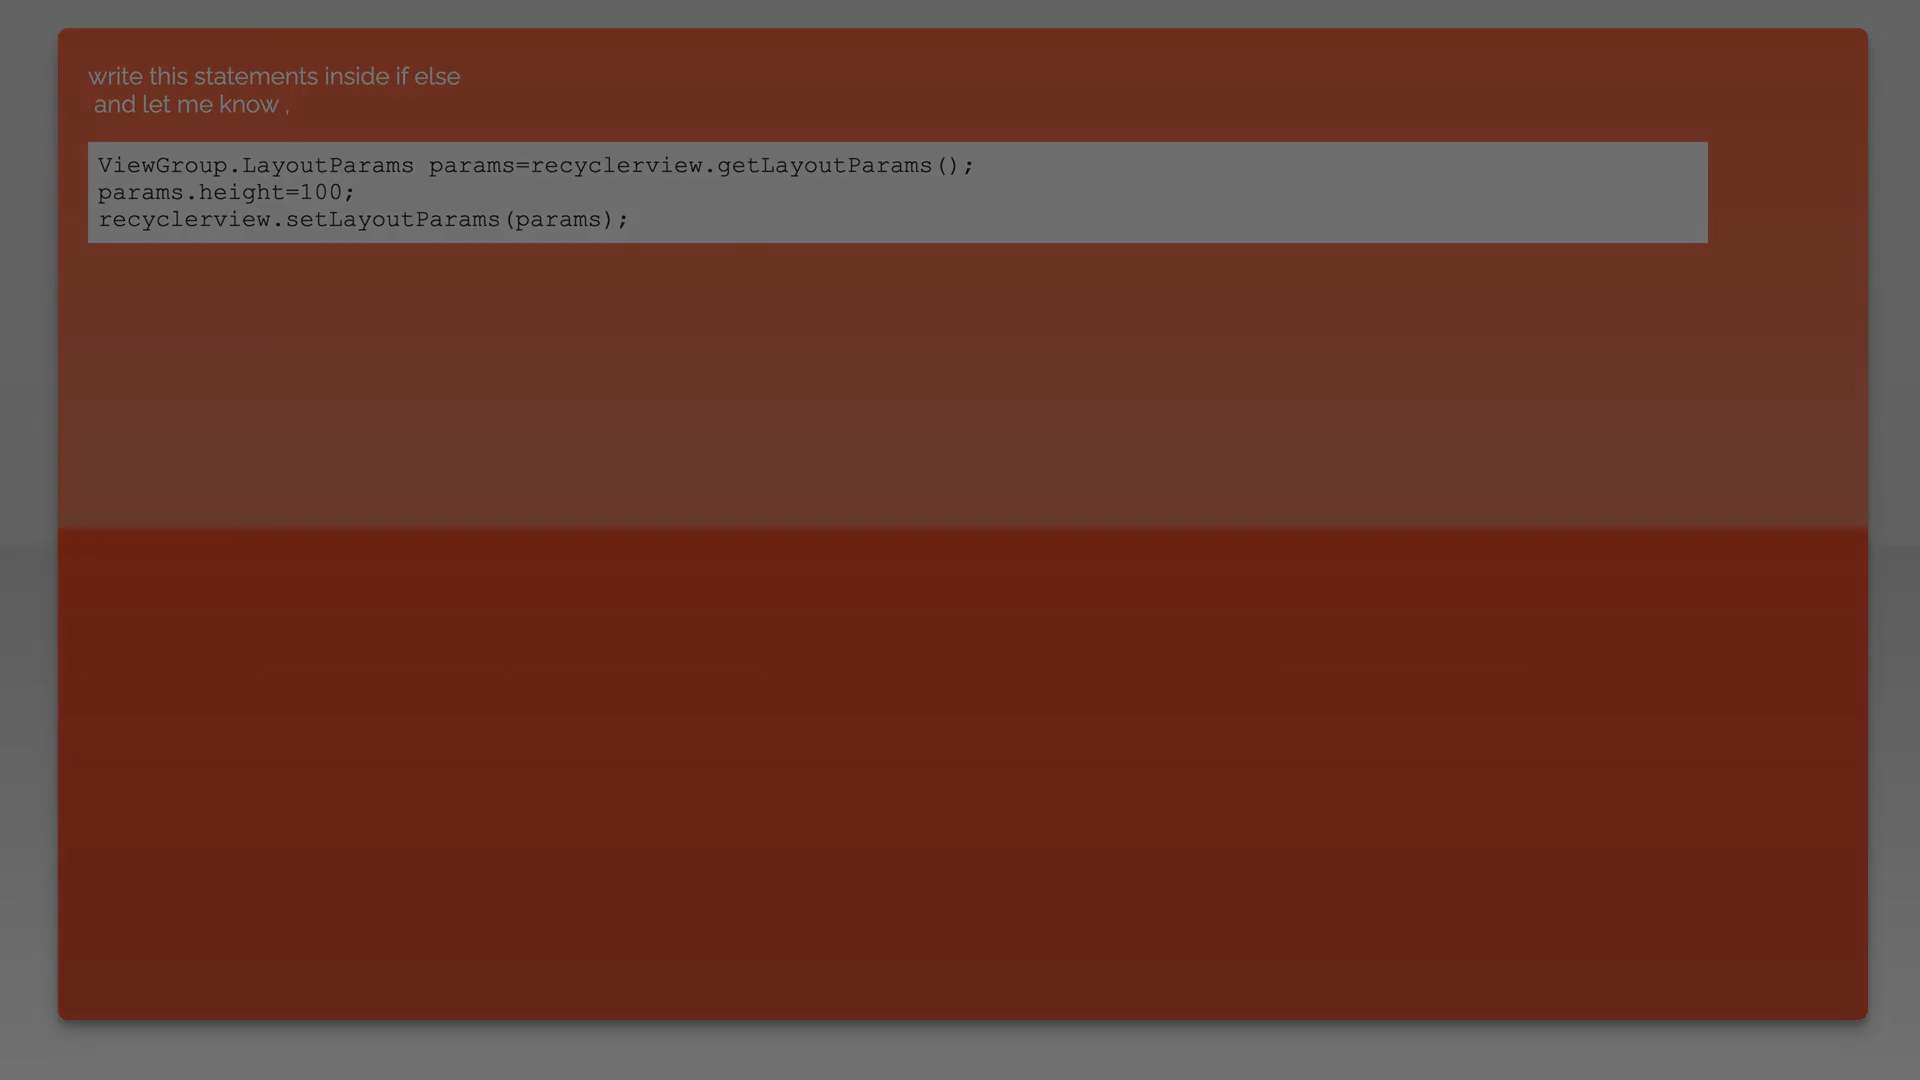 write this statements inside if else
and let me know ,
ViewGroup.LayoutParams params=recyclerview.getLayoutParams();
params.height=100;
recyclerview.setLayoutParams(params);